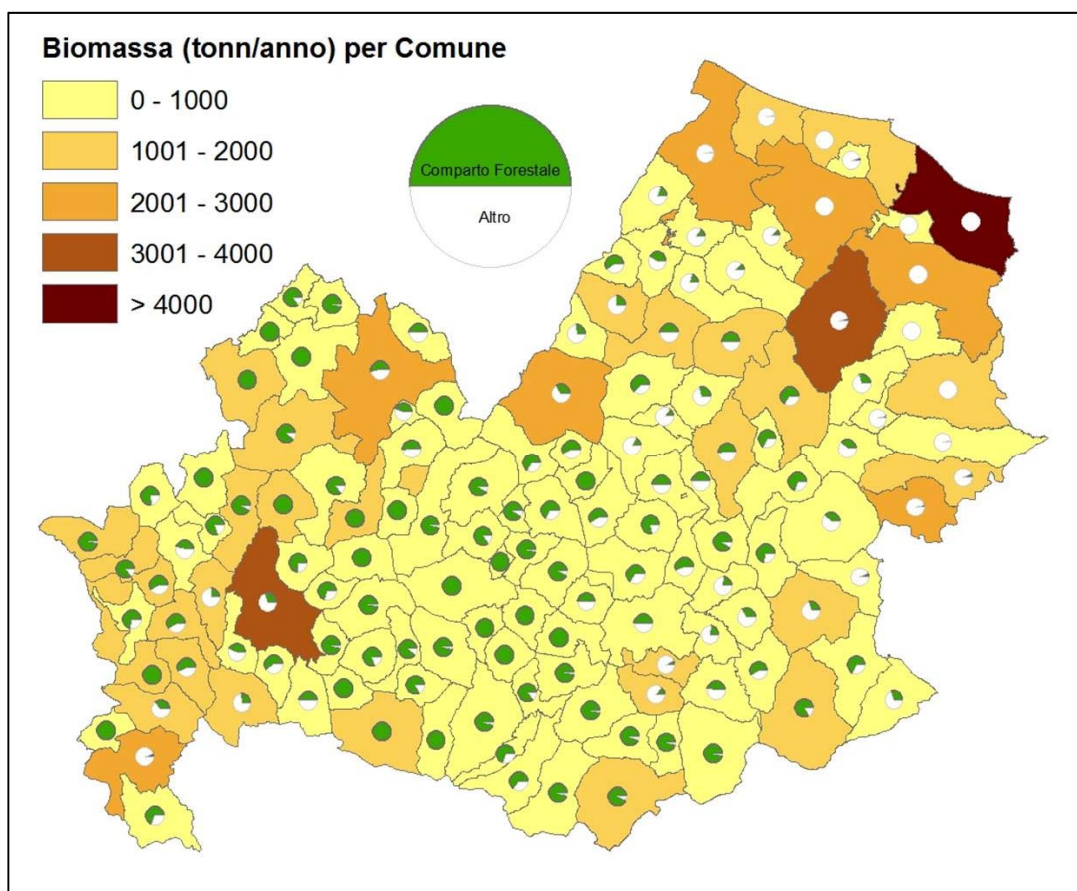 Biomassa (tonn/anno) per Comune
0 - 1000
1001 - 2000
2001 - 3000
3001 - 4000
> 4000
Comparto Forestale
Altro